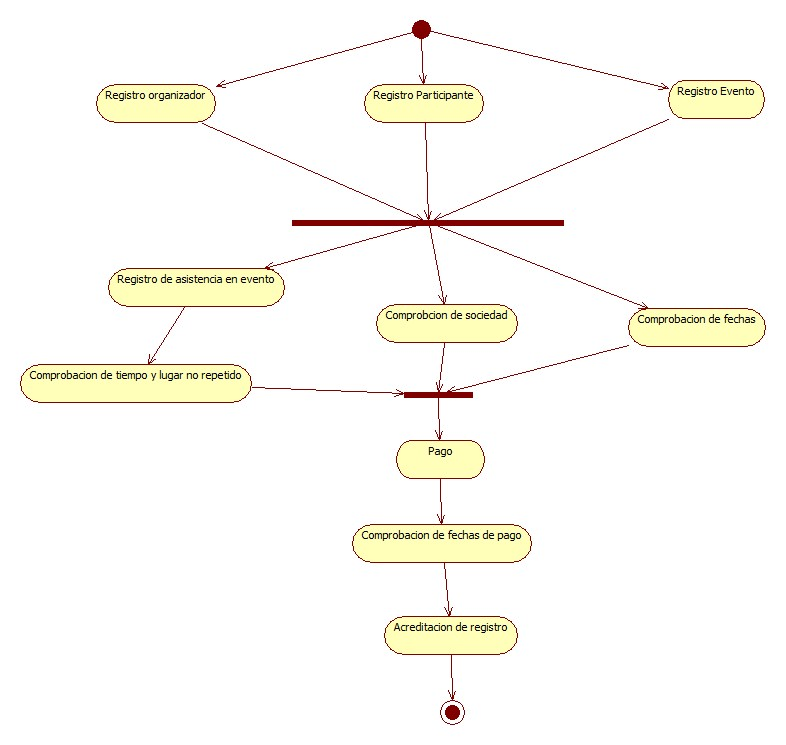 Registro organizador
Registro Participante
Registro Evento
Registro de asistencia en evento
Comprobcion de sociedad
Comprobacion de fechas
Comprobacion de tiempo y lugar no repetido
Pago
Comprobacion de fechas de pago
Acreditacion de registro